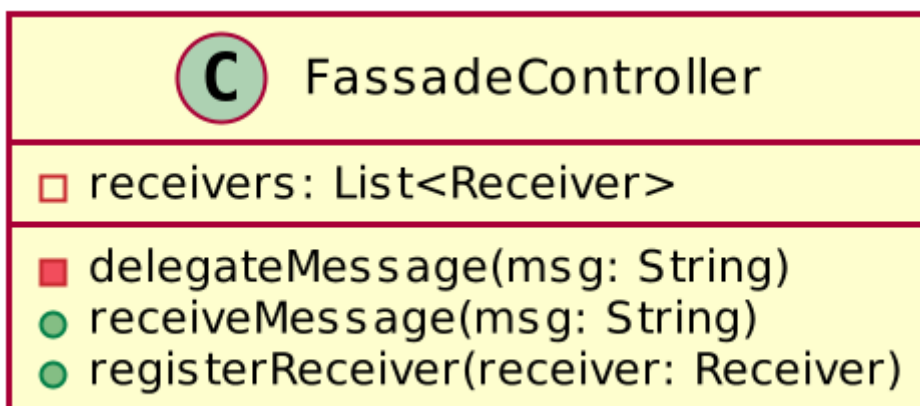 C FassadeController
receivers: List<Receiver>
delegateMessage(msg: String)
receiveMessage(msg: String)
registerReceiver(receiver: Receiver)